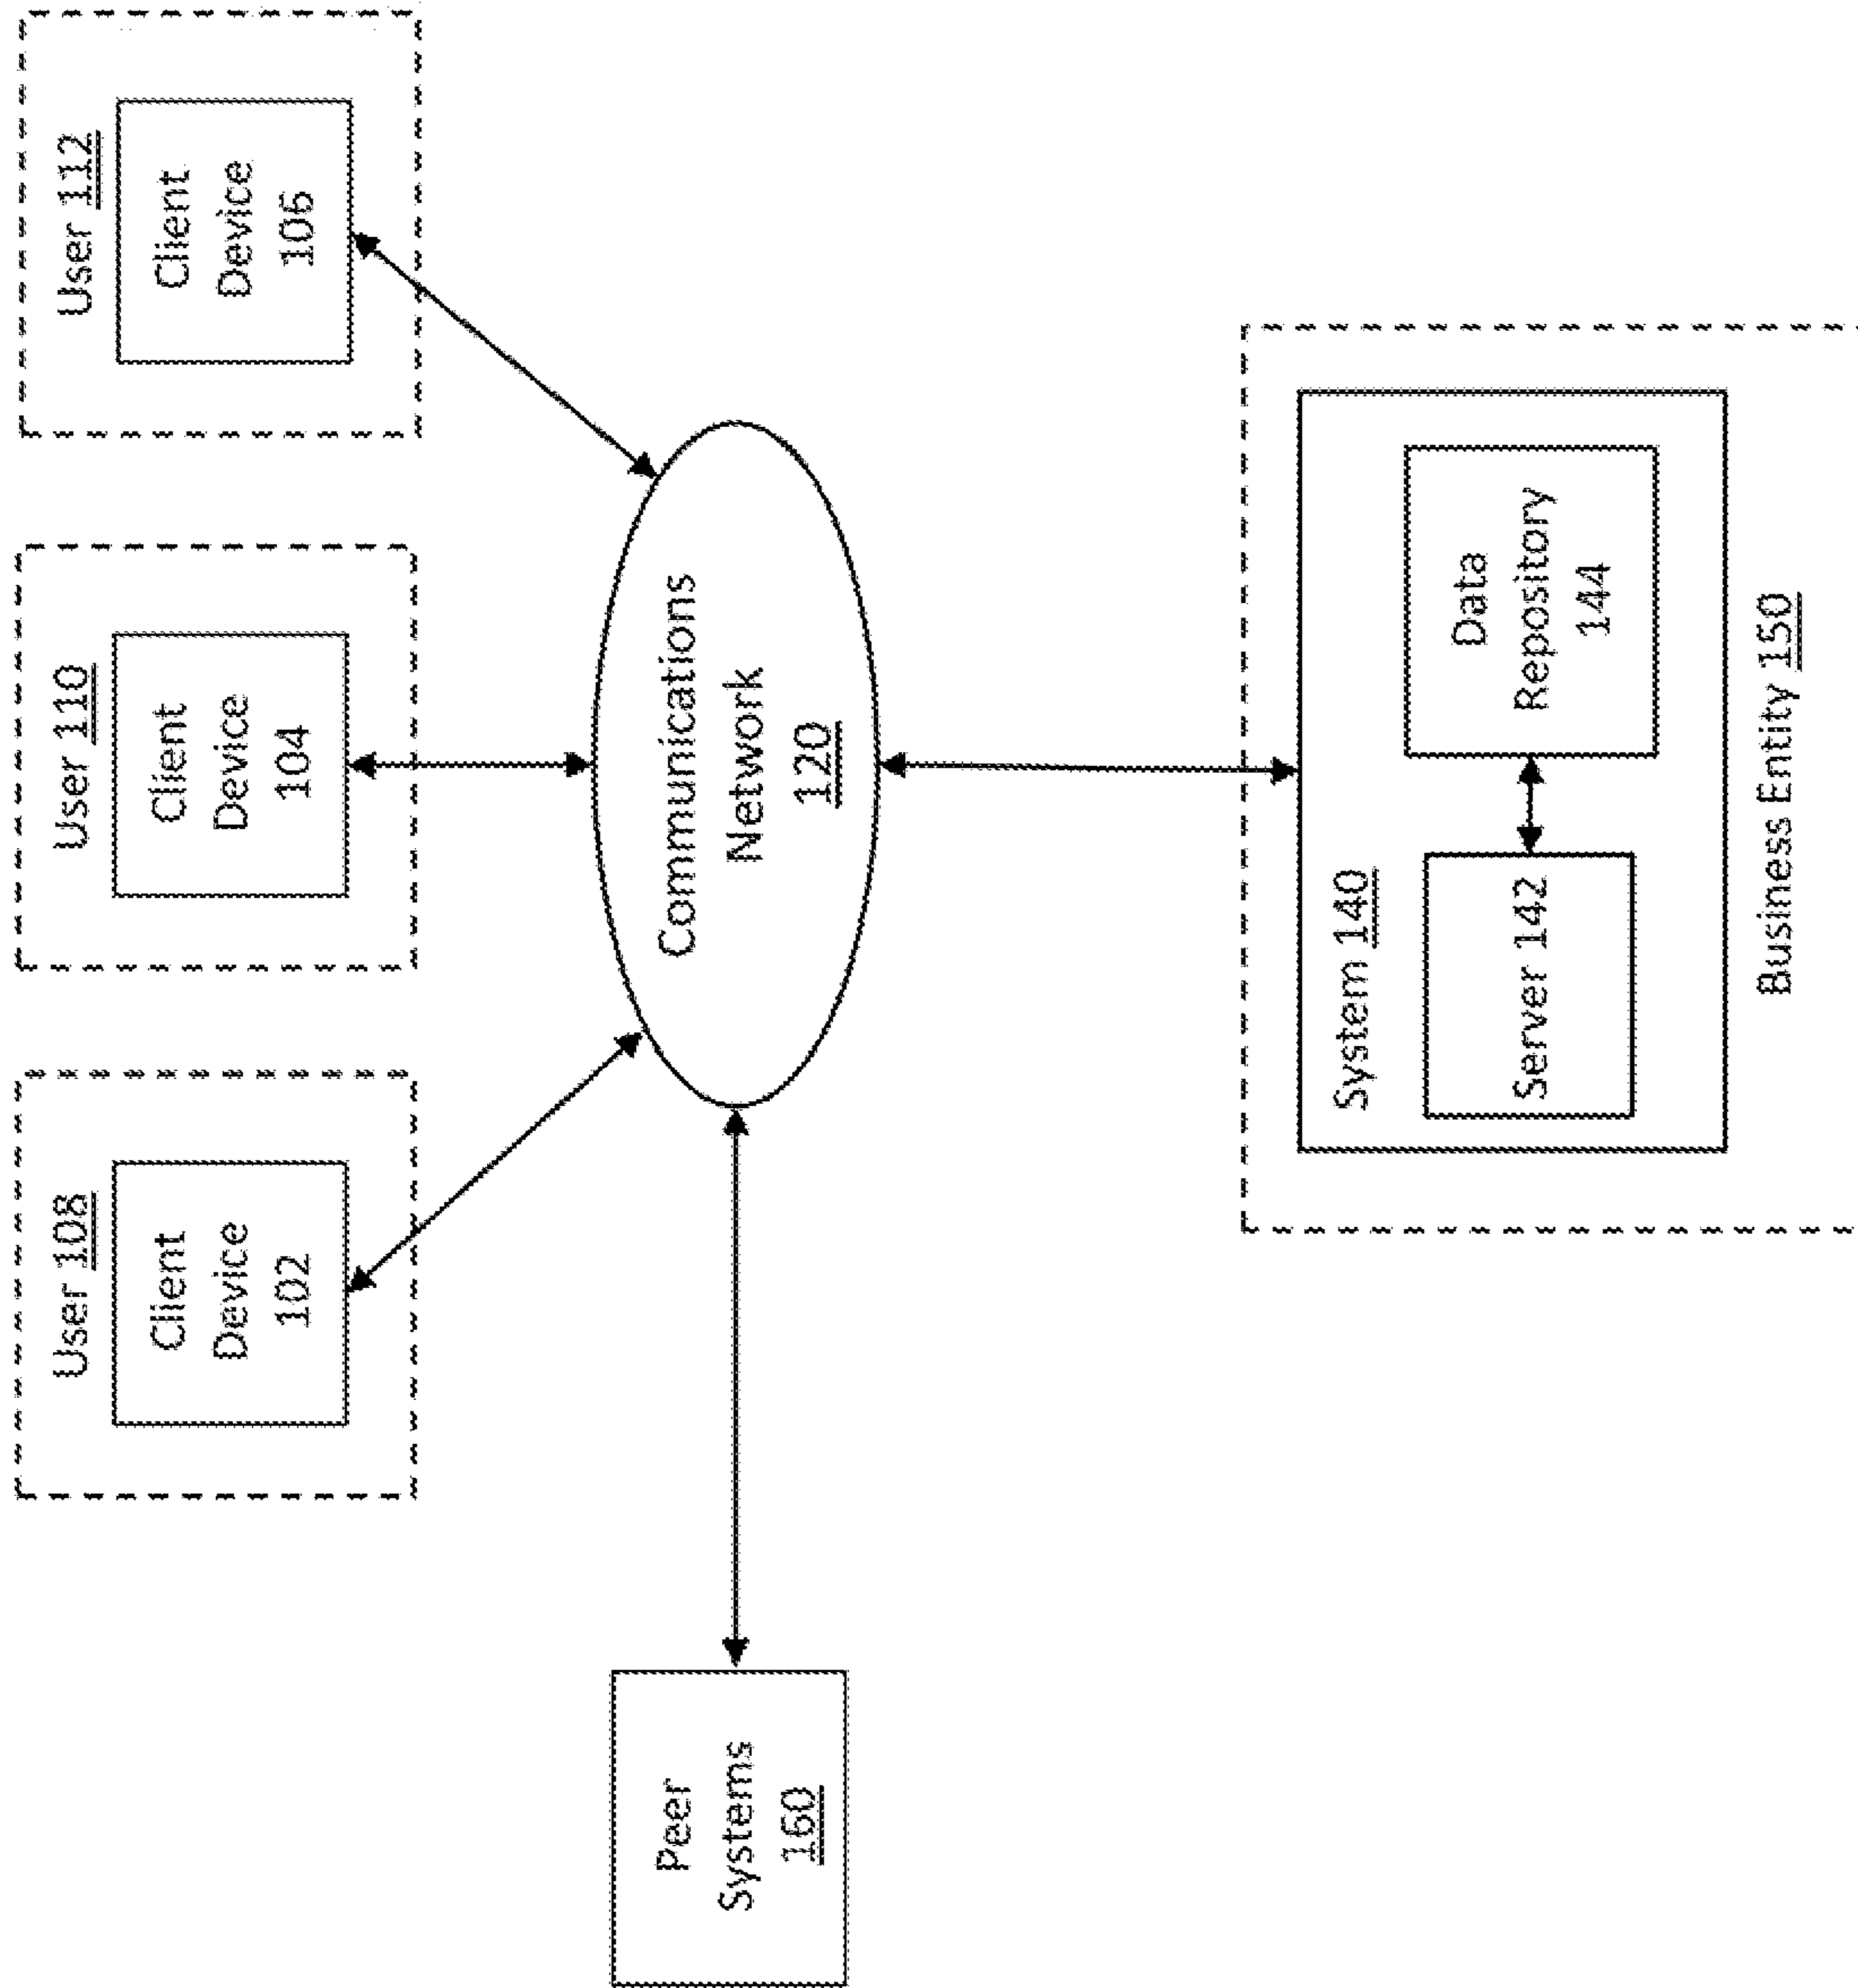 User 108
Client
Device
102
User 110
Client
Device
104
User 112
Client
Device
106
Communications
Network
120
Peer
Systems
160
System 140
Server 142
Data
Repository
144
Business Entity 150